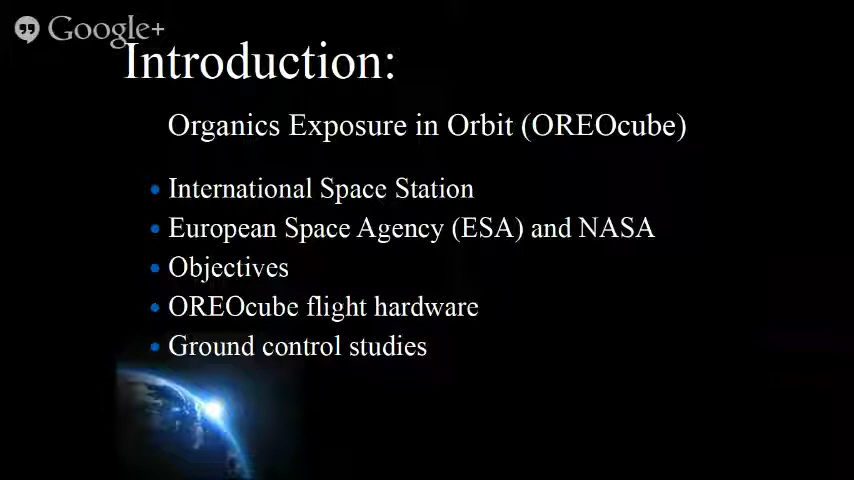 Google+
Introduction:
Organics Exposure in Orbit (OREOcube)
• International Space Station
• European Space Agency (ESA) and NASA
• Objectives
• OREOcube flight hardware
• Ground control studies